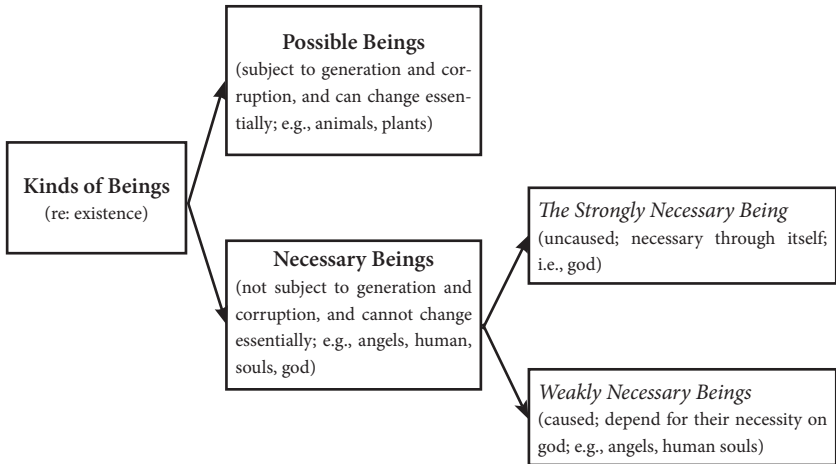 Possible Beings
(subject to generation and cor-
ruption, and can change essen-
tially; e.g., animals, plants)
Kinds of Beings
(re: existence)
Necessary Beings
(not subject to generation and
corruption, and cannot change
essentially; e.g., angels, human,
souls, god)
The Strongly Necessary Being
(uncaused; necessary through itself;
i.e., god)
Weakly Necessary Beings
(caused; depend for their necessity on
god; e.g., angels, human souls)